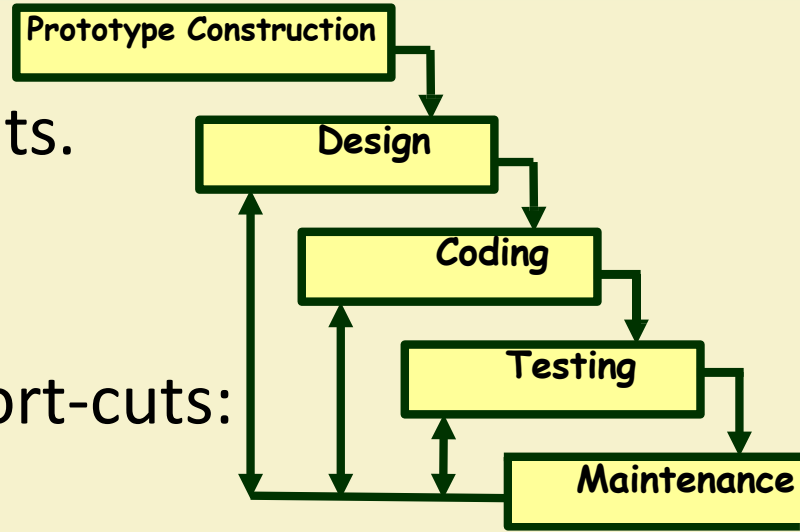 Prototype Construction
ts.
Design
Coding
Testing
ort-cuts:
Maintenance